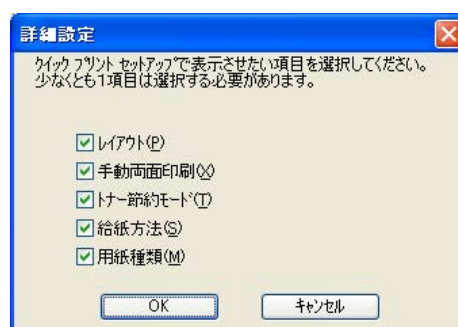 詳細設定
クイック プリント セットアップで表示させたい項目を選択してください。
少なくとも1項目は選択する必要があります。
レイアウト(P)
手動両面印刷(X)
トナー節約モード(T)
給紙方法(S)
用紙種類(M)
OK
キャンセル